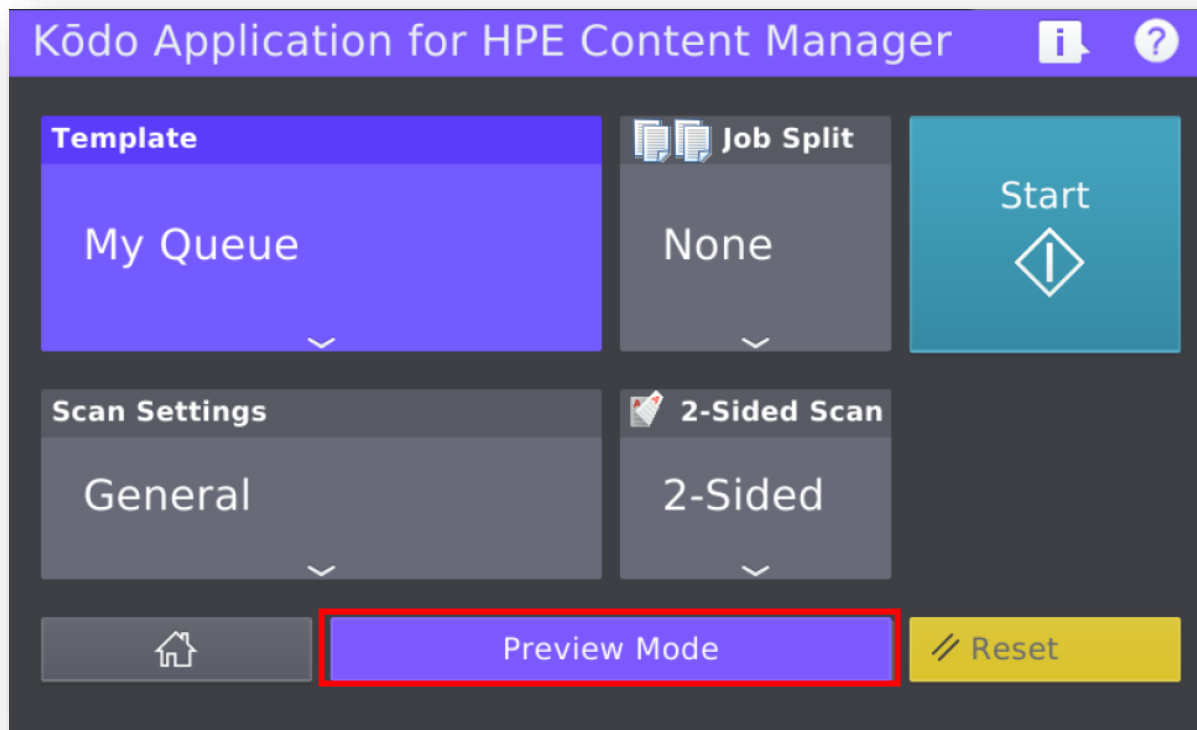 Kōdo Application for HPE Content Manager
Template
Job Split
My Queue
None
Start
Scan Settings
2-Sided Scan
General
2-Sided
Preview Mode
Reset